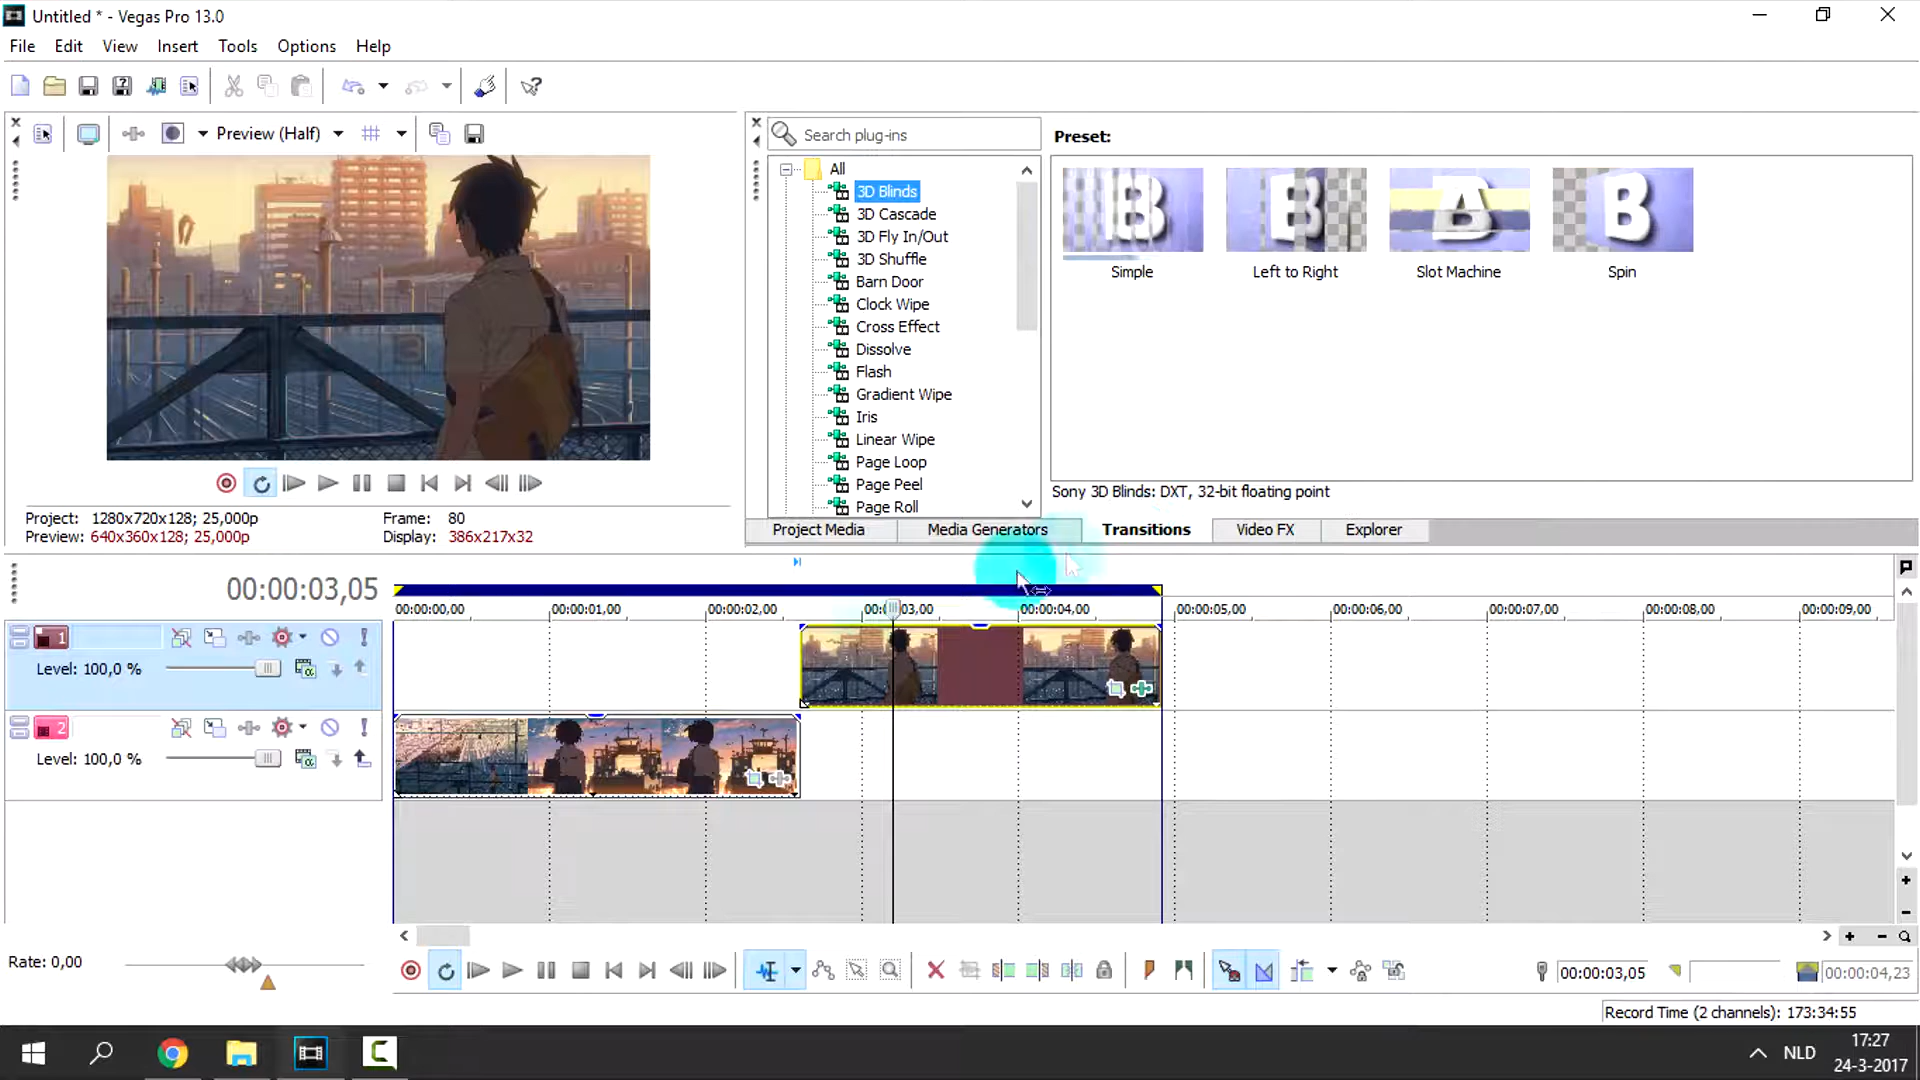 Untitled * - Vegas Pro 13.0
File Edit View Insert Tools Options Help
Preview (Half)
Search plug-ins
Preset:
All
3D Blinds
3D Cascade
3D Fly In/Out
3D Shuffle
Barn Door
Clock Wipe
Cross Effect
Dissolve
Flash
Gradient Wipe
Iris
Linear Wipe
Page Loop
Page Peel
Page Roll
Simple
Left to Right
Slot Machine
Spin
Sony 3D Blinds: DXT, 32-bit floating point
Project: 1280x720x128; 25,000p
Frame: 80
Preview: 640x360x128; 25,000p
Display: 386x217x32
Project Media Media Generators Transitions Video FX Explorer
00:00:03,05
00:00:00,00 00:00:01,00 00:00:02,00 00:00:03,00 00:00:04,00 00:00:05,00 00:00:06,00 00:00:07,00 00:00:08,00 00:00:09,00
1
Level: 100,0 %
2
Level: 100,0 %
Rate: 0,00
00:00:03,05
00:00:04,23
Record Time (2 channels): 173:34:55
NLD
17:27
24-3-2017